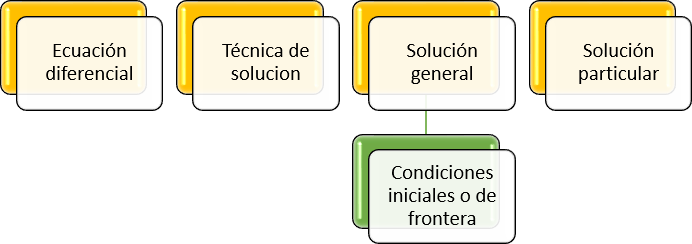 Ecuación
diferencial
Técnica de
solucion
Solución
general
Solución
particular
Condiciones
iniciales o de
frontera